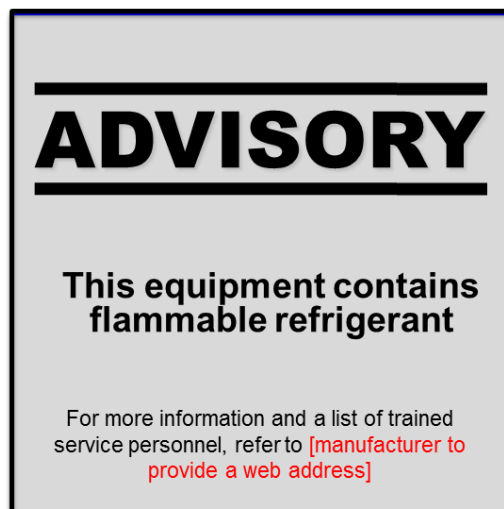 ADVISORY
This equipment contains
flammable refrigerant
For more information and a list of trained
service personnel, refer to [manufacturer to
provide a web address]